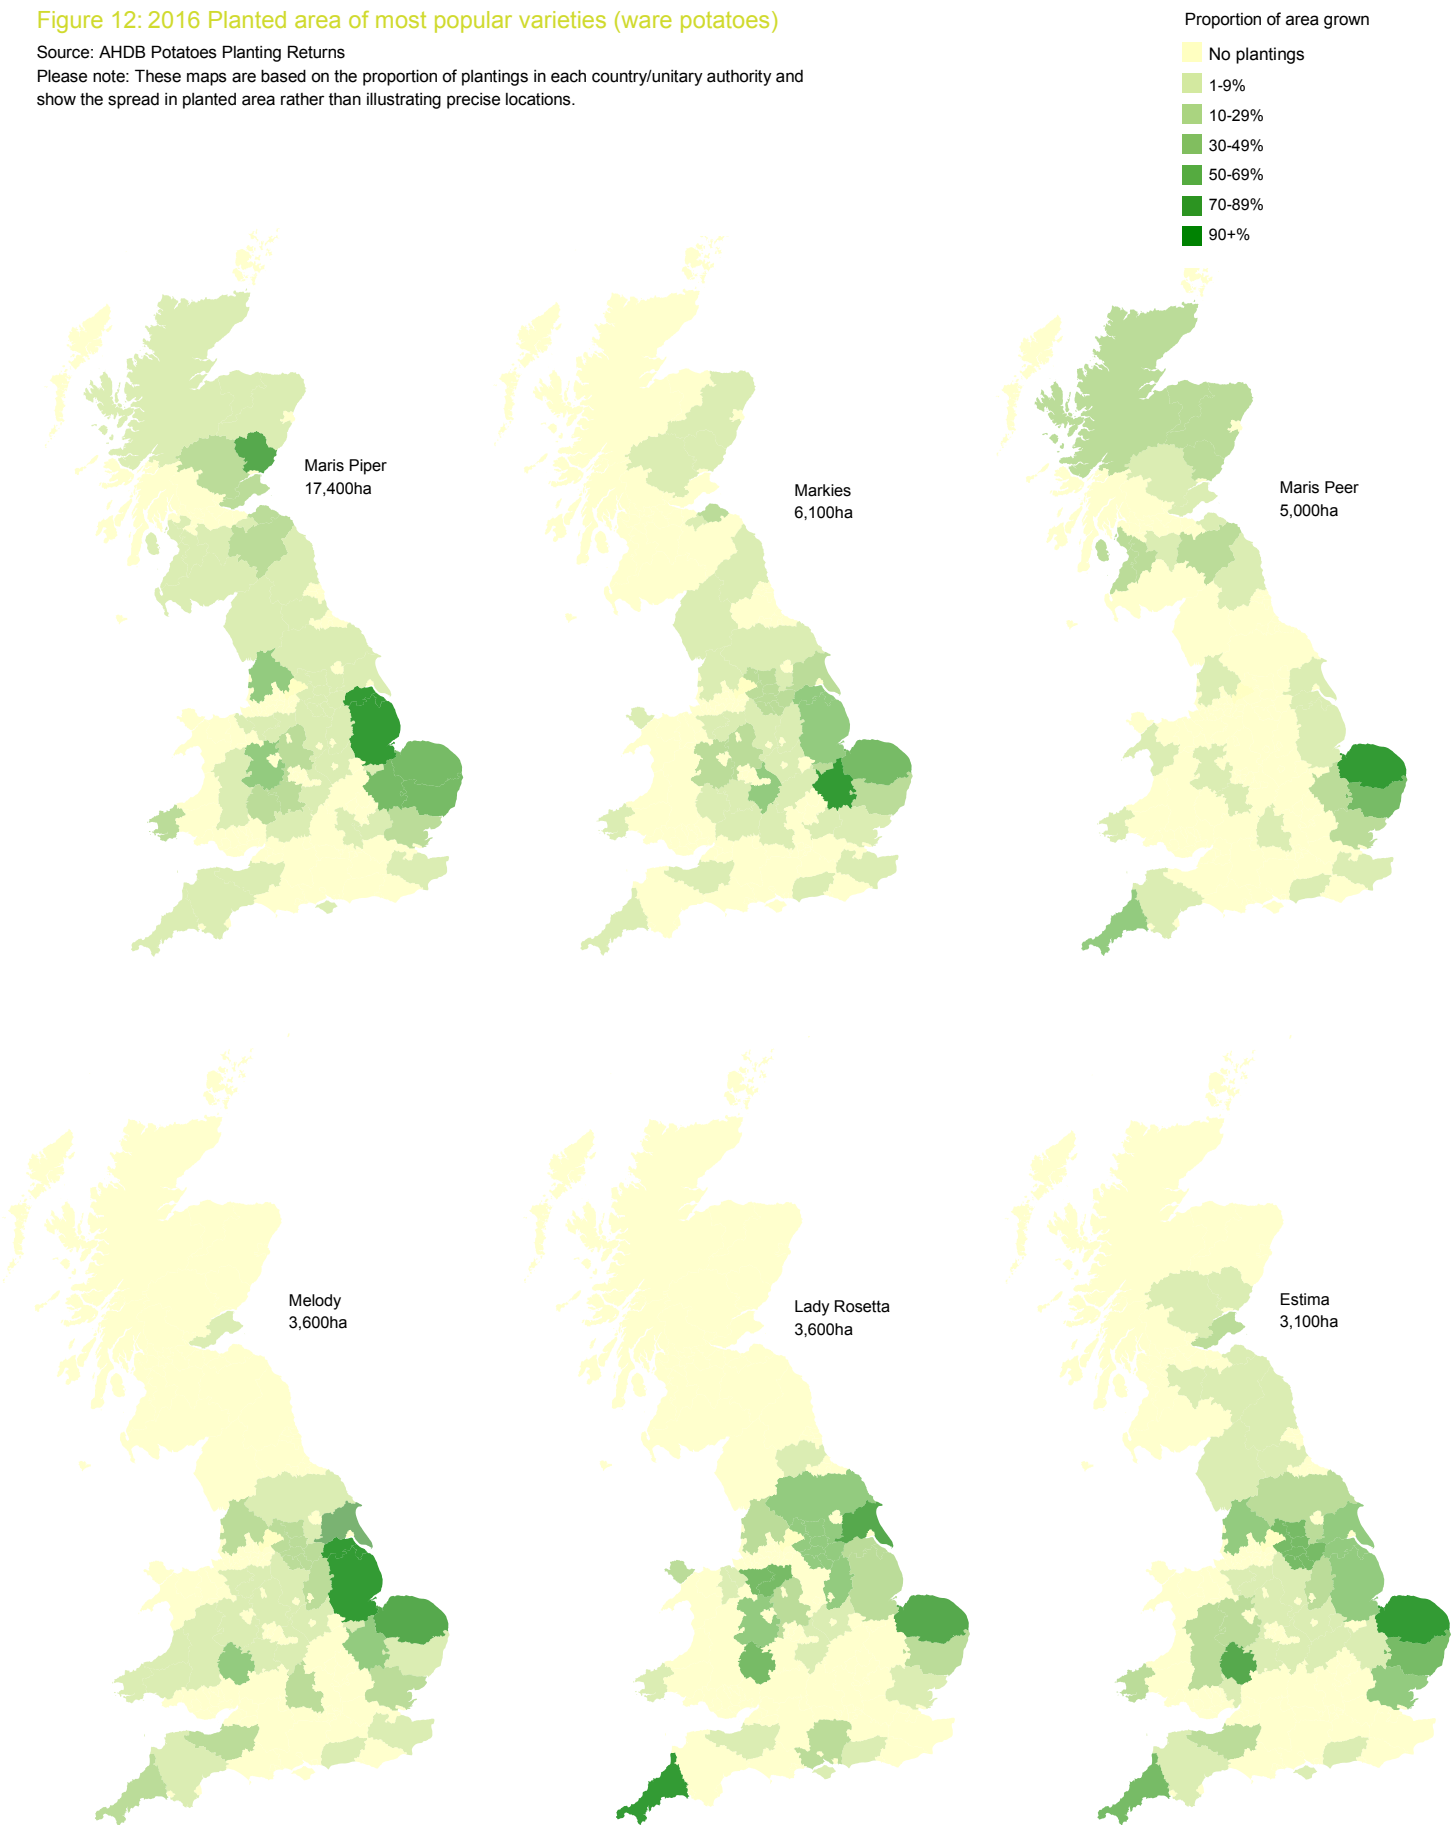 Figure 12: 2016 Planted area of most popular varieties (ware potatoes)
Source: AHDB Potatoes Planting Returns
Please note: These maps are based on the proportion of plantings in each country/unitary authority and
show the spread in planted area rather than illustrating precise locations.
Proportion of area grown
No plantings
1-9%
10-29%
30-49%
50-69%
70-89%
90+%
Maris Piper
17,400ha
Markies
6,100ha
Maris Peer
5,000ha
Melody
3,600ha
Lady Rosetta
3,600ha
Estima
3,100ha